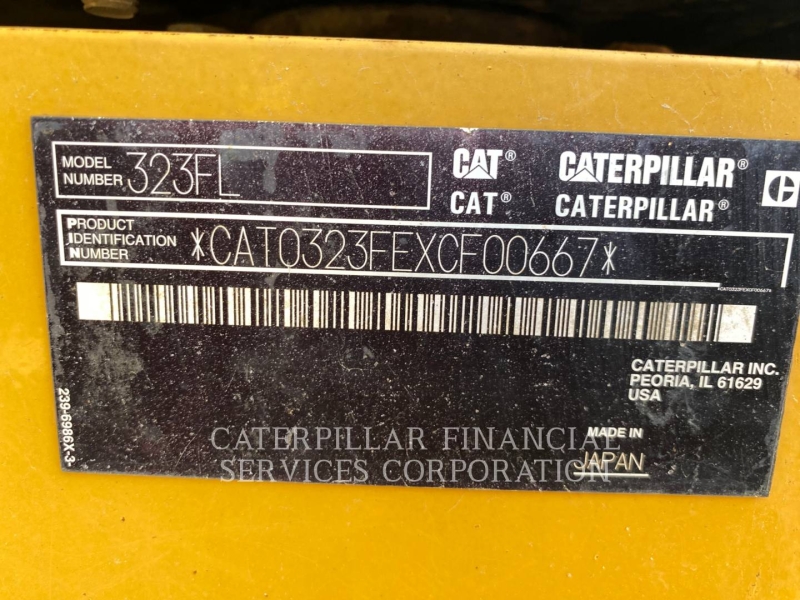 MODEL NUMBER 323FL
CAT® CATERPILLAR®
CAT® CATERPILLAR®
PRODUCT IDENTIFICATION NUMBER *CAT0323FEXCF00667*
*CAT0323FEXCF00667*
CATERPILLAR INC.
PEORIA, IL 61629
USA
MADE IN
JAPAN
239-6986X-3
CATERPILLAR FINANCIAL
SERVICES CORPORATION